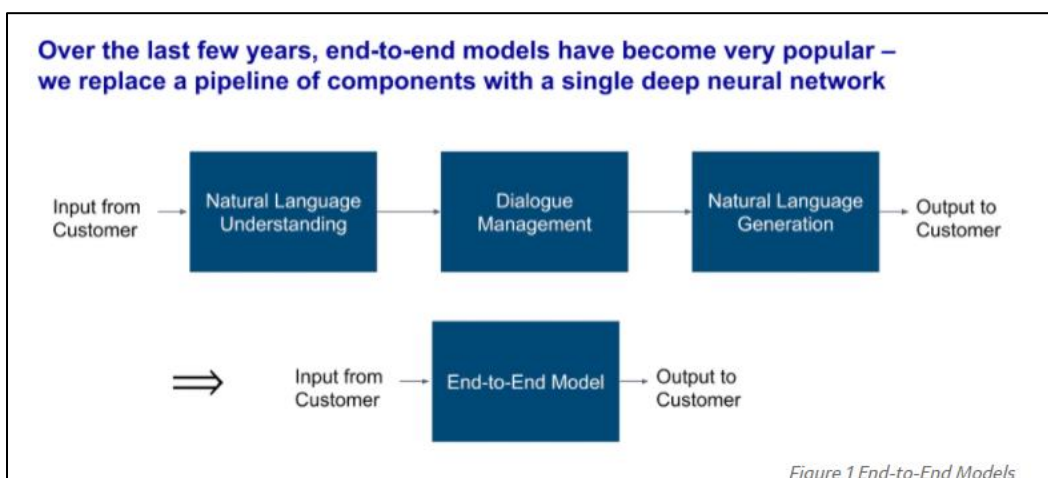 Over the last few years, end-to-end models have become very popular –
we replace a pipeline of components with a single deep neural network
Input from
Customer
Natural Language
Understanding
Dialogue
Management
Natural Language
Generation
Output to
Customer
⇒
Input from
Customer
End-to-End Model
Output to
Customer
Figure 1 End-to-End Models